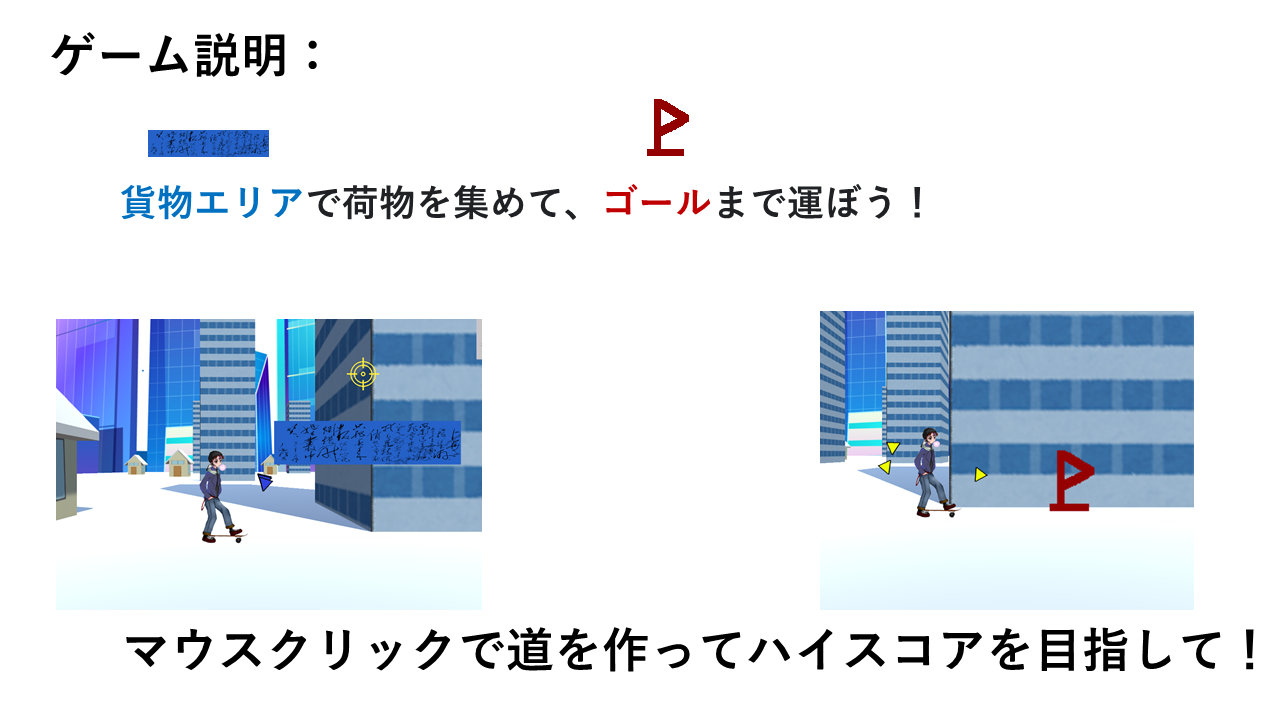 ゲーム説明：
貨物エリアで荷物を集めて、ゴールまで運ぼう！
マウスクリックで道を作ってハイスコアを目指して！